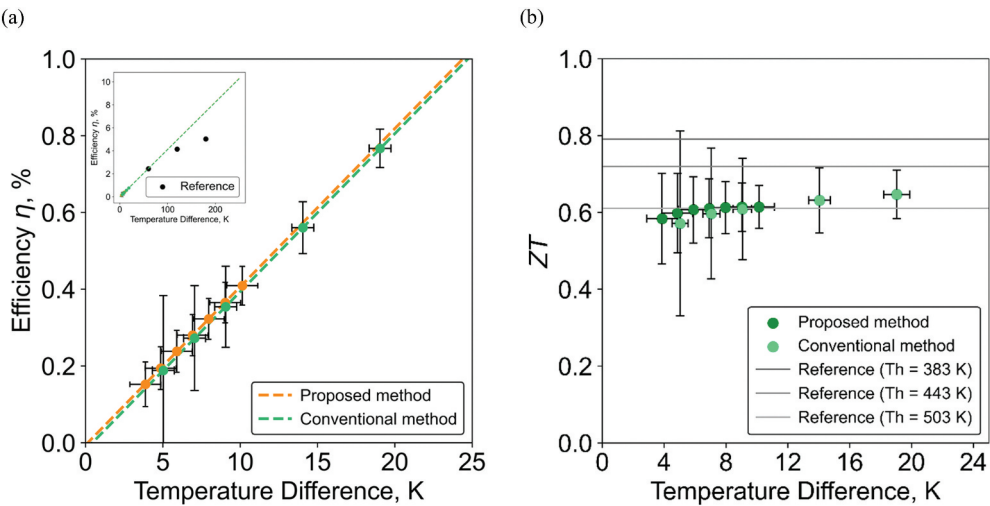 (a)
(b)
1.0
0.8
0.6
0.4
0.2
0.0
Efficiency η, %
10
8
6
4
2
0
Efficiency η, %
Reference
0
100
200
Temperature Difference, K
Proposed method
Conventional method
0
5
10
15
20
25
Temperature Difference, K
1.0
0.8
0.6
0.4
0.2
0.0
ZT
Proposed method
Conventional method
Reference (Th = 383 K)
Reference (Th = 443 K)
Reference (Th = 503 K)
0
4
8
12
16
20
24
Temperature Difference, K